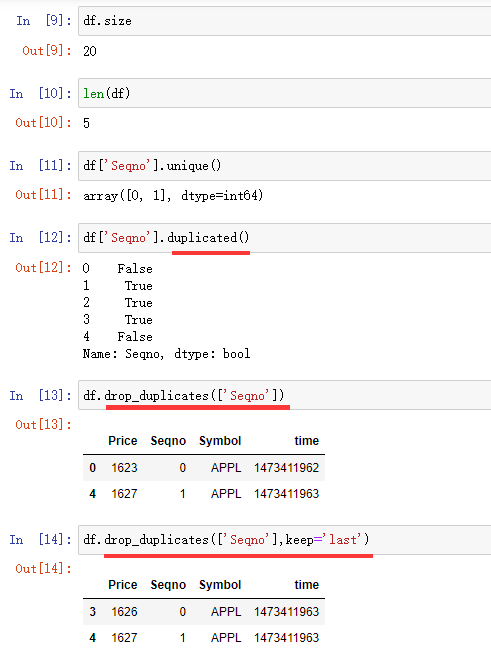 In [9]: df.size
Out[9]: 20
In [10]: len(df)
Out[10]: 5
In [11]: df['Seqno'].unique()
Out[11]: array([0, 1], dtype=int64)
In [12]: df['Seqno'].duplicated()
Out[12]: 0 False
1 True
2 True
3 True
4 False
Name: Seqno, dtype: bool
In [13]: df.drop_duplicates(['Seqno'])
Out[13]:
Price Seqno Symbol time
0 1623 0 APPL 1473411962
4 1627 1 APPL 1473411963
In [14]: df.drop_duplicates(['Seqno'],keep='last')
Out[14]:
Price Seqno Symbol time
3 1626 0 APPL 1473411963
4 1627 1 APPL 1473411963